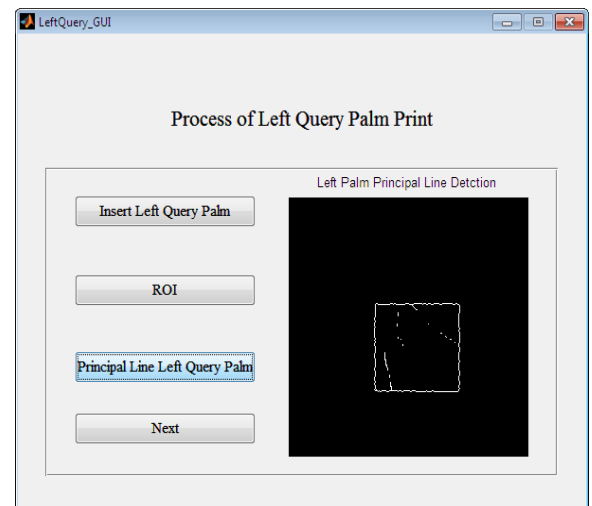 LeftQuery_GUI
Process of Left Query Palm Print
Left Palm Principal Line Detction
Insert Left Query Palm
ROI
Principal Line Left Query Palm
Next